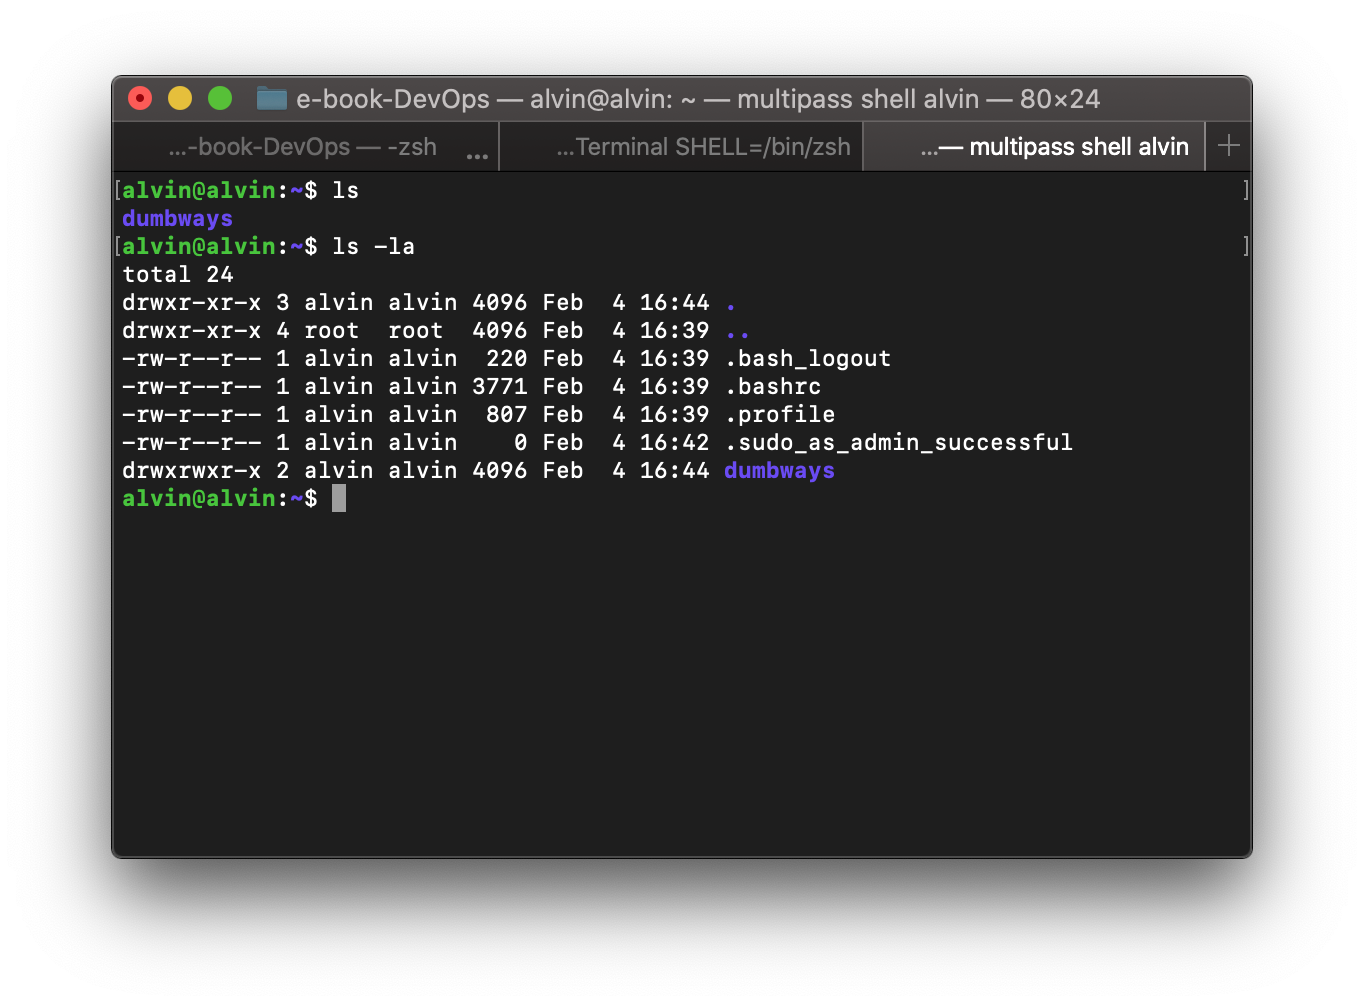 e-book-DevOps — alvin@alvin: ~ — multipass shell alvin — 80×24
...-book-DevOps — -zsh ... ...Terminal SHELL=/bin/zsh ...— multipass shell alvin +
[alvin@alvin:~$ ls ]
dumbways
[alvin@alvin:~$ ls -la ]
total 24
drwxr-xr-x 3 alvin alvin 4096 Feb  4 16:44 .
drwxr-xr-x 4 root  root  4096 Feb  4 16:39 ..
-rw-r--r-- 1 alvin alvin  220 Feb  4 16:39 .bash_logout
-rw-r--r-- 1 alvin alvin 3771 Feb  4 16:39 .bashrc
-rw-r--r-- 1 alvin alvin  807 Feb  4 16:39 .profile
-rw-r--r-- 1 alvin alvin    0 Feb  4 16:42 .sudo_as_admin_successful
drwxrwxr-x 2 alvin alvin 4096 Feb  4 16:44 dumbways
alvin@alvin:~$